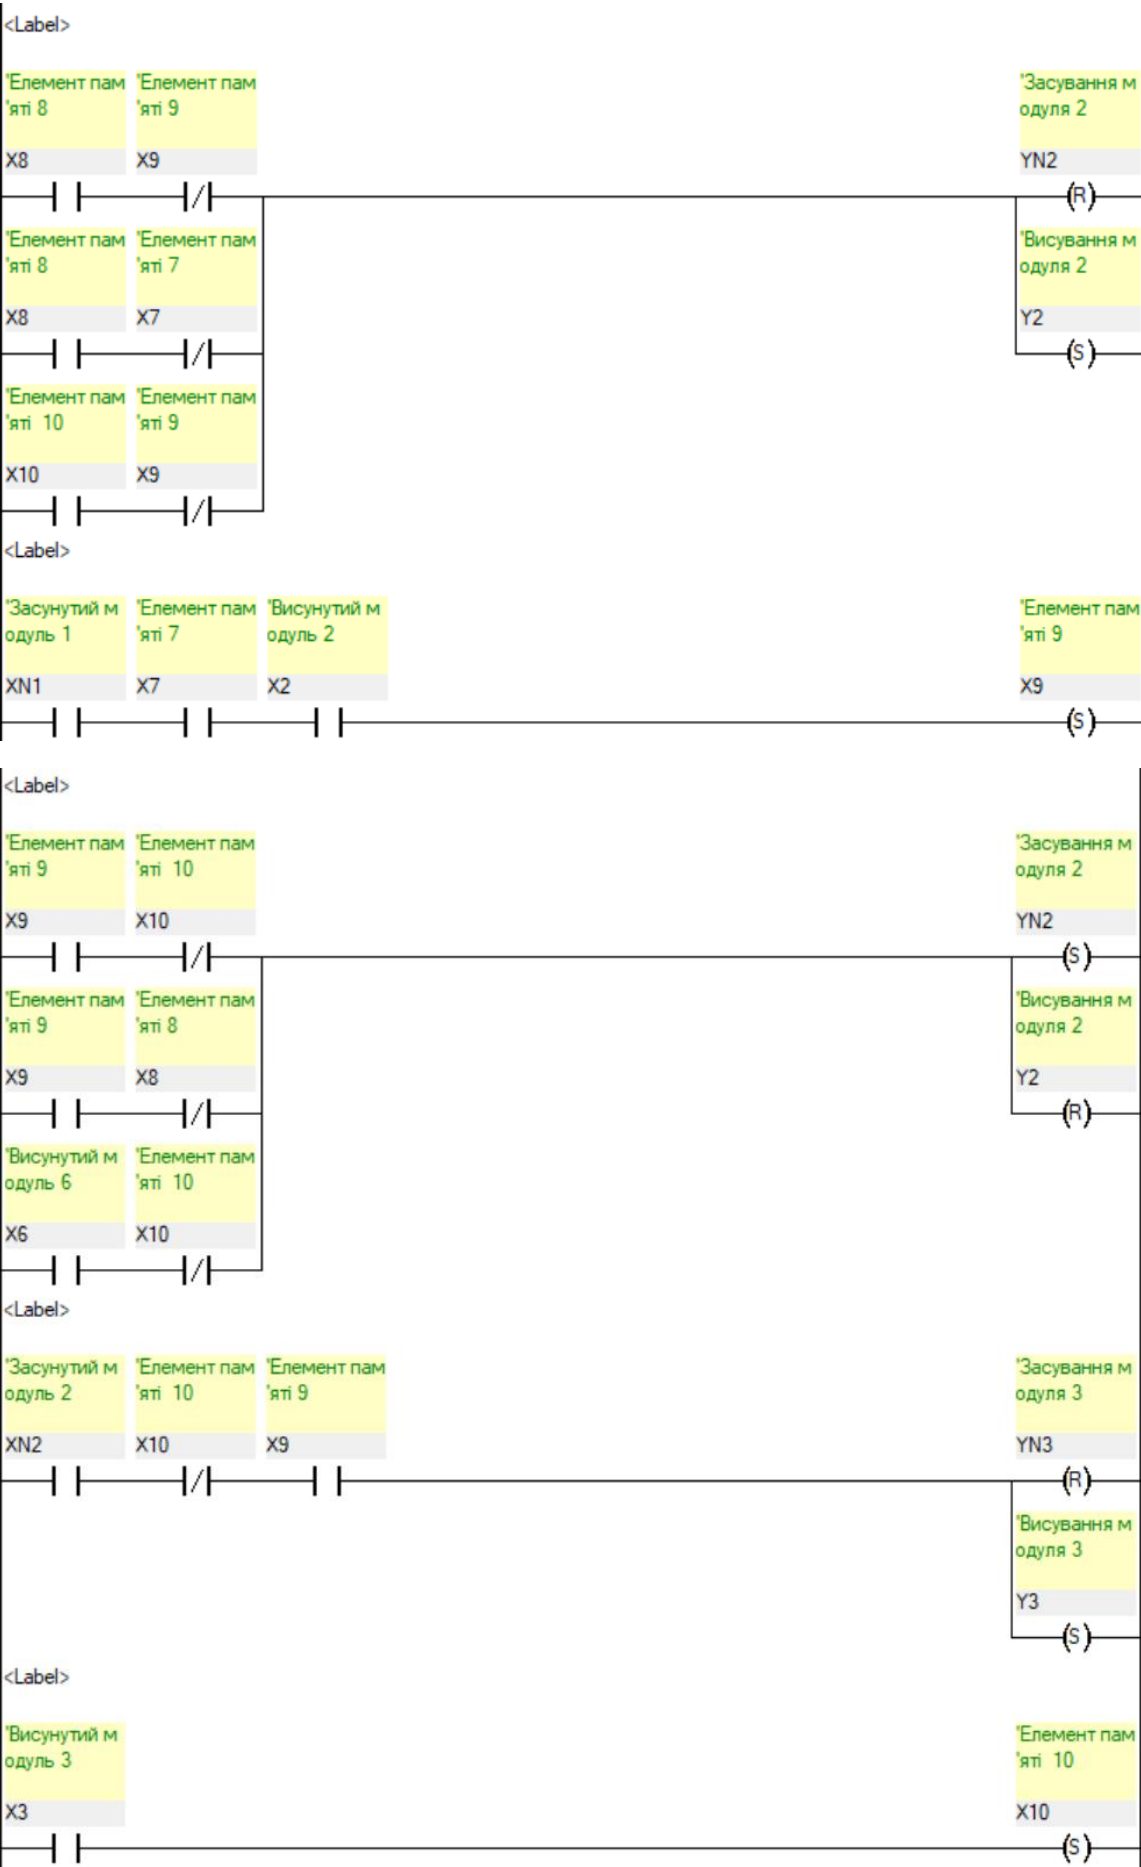 <Label>
'Елемент пам 'Елемент пам 'Засування м
'яті 8 'яті 9 одуля 2
X8 X9 YN2
(R)
'Елемент пам 'Елемент пам 'Висування м
'яті 8 'яті 7 одуля 2
X8 X7 Y2
(S)
'Елемент пам 'Елемент пам
'яті 10 'яті 9
X10 X9
<Label>
'Засунутий м 'Елемент пам 'Висунутий м 'Елемент пам
одуль 1 'яті 7 одуль 2 'яті 9
XN1 X7 X2 X9
(S)
<Label>
'Елемент пам 'Елемент пам 'Засування м
'яті 9 'яті 10 одуля 2
X9 X10 YN2
(S)
'Елемент пам 'Елемент пам 'Висування м
'яті 9 'яті 8 одуля 2
X9 X8 Y2
(R)
'Висунутий м 'Елемент пам
одуль 6 'яті 10
X6 X10
<Label>
'Засунутий м 'Елемент пам 'Елемент пам 'Засування м
одуль 2 'яті 10 'яті 9 одуля 3
XN2 X10 X9 YN3
(R)
'Висування м
одуля 3
Y3
(S)
<Label>
'Висунутий м 'Елемент пам
одуль 3 'яті 10
X3 X10
(S)